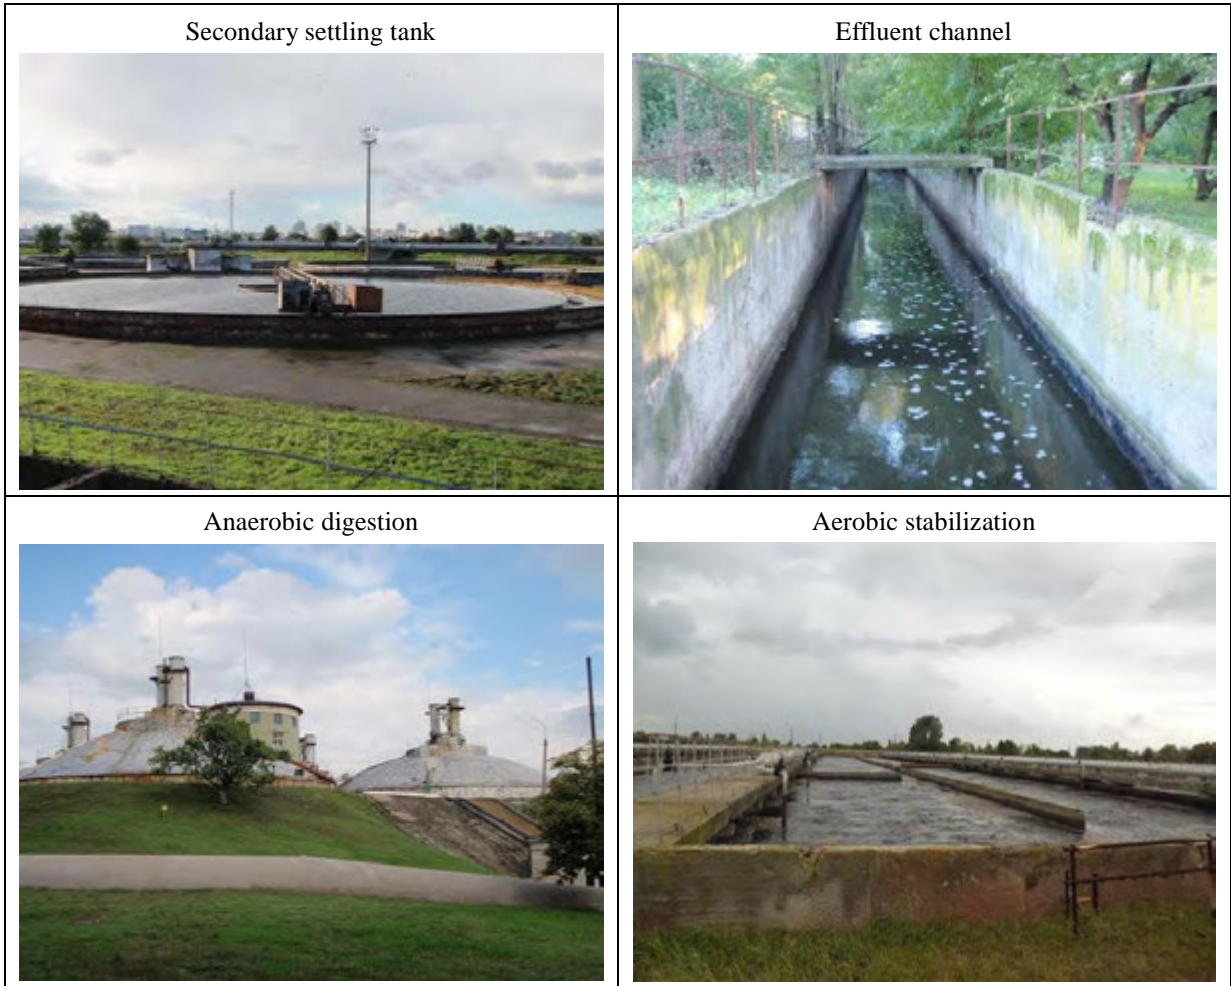 Secondary settling tank
Effluent channel
Anaerobic digestion
Aerobic stabilization